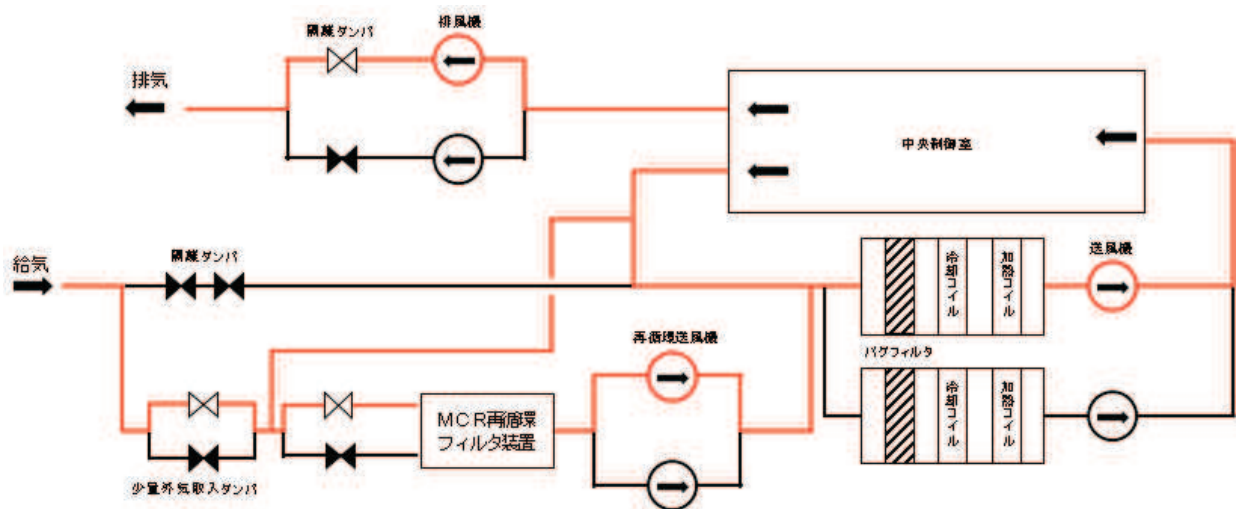 隔離ダンパ
排風機
排気
中央制御室
給気
隔離ダンパ
冷却コイル
加熱コイル
送風機
バグフィルタ
再循環送風機
冷却コイル
加熱コイル
MCR再循環
フィルタ装置
少量外気取入ダンパ